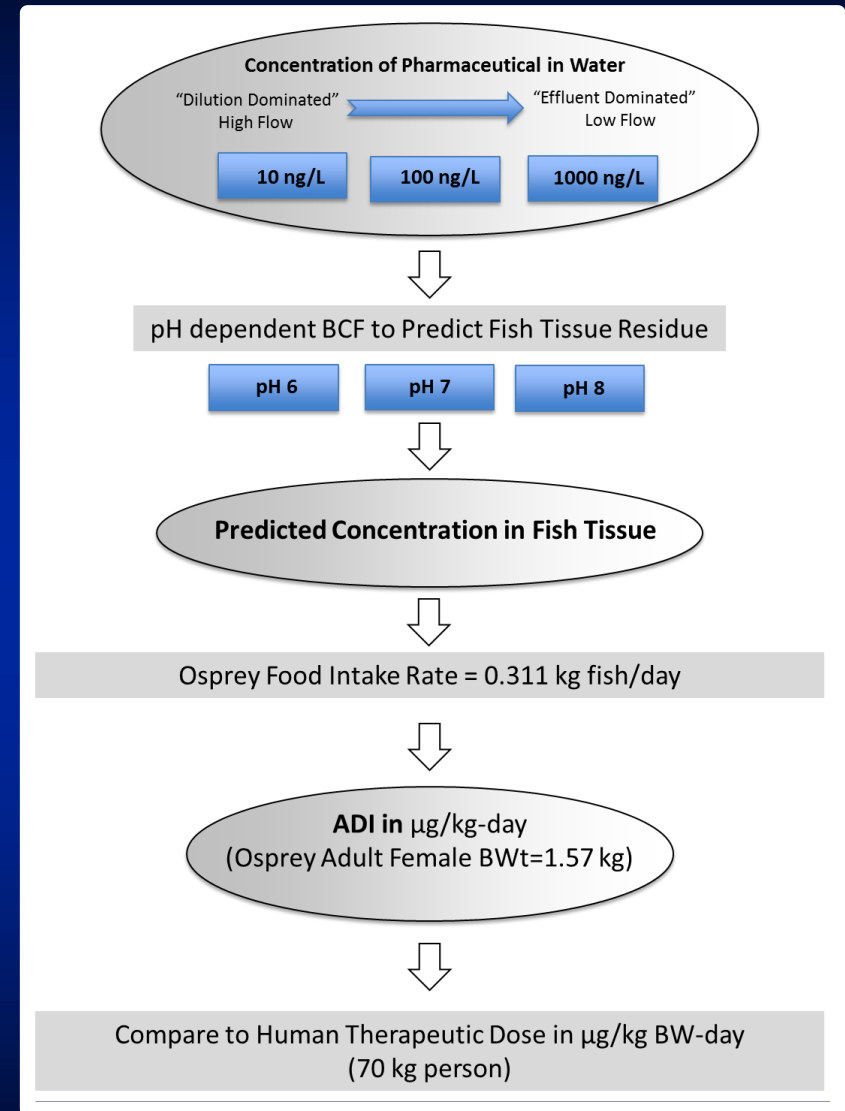 Concentration of Pharmaceutical in Water
“Dilution Dominated”
High Flow
“Effluent Dominated”
Low Flow
10 ng/L
100 ng/L
1000 ng/L
pH dependent BCF to Predict Fish Tissue Residue
pH 6
pH 7
pH 8
Predicted Concentration in Fish Tissue
Osprey Food Intake Rate = 0.311 kg fish/day
ADI in µg/kg-day
(Osprey Adult Female BWt=1.57 kg)
Compare to Human Therapeutic Dose in µg/kg BW-day
(70 kg person)